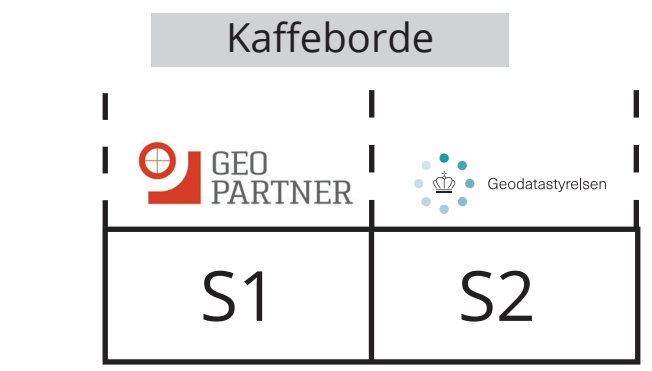 Kaffeborde
GEO
PARTNER
Geodatastyrelsen
S1
S2